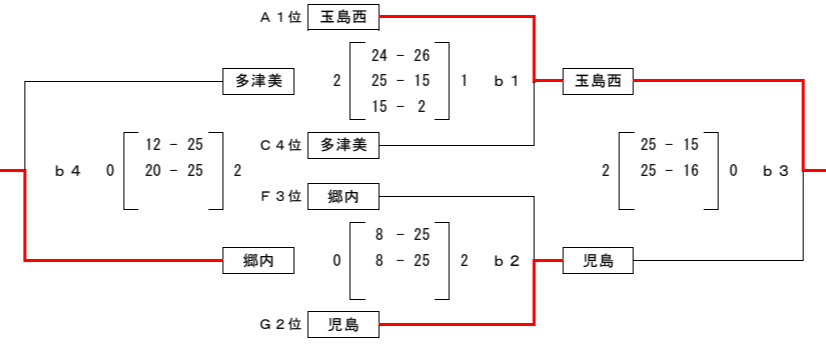 A1位 玉島西
24 - 26
多津美 2 25 - 15 1 b1 玉島西
15 - 2
C4位 多津美
12 - 25 25 - 15
b4 0 20 - 25 2 2 25 - 16 0 b3
F3位 郷内
8 - 25
郷内 0 8 - 25 2 b2 児島
G2位 児島